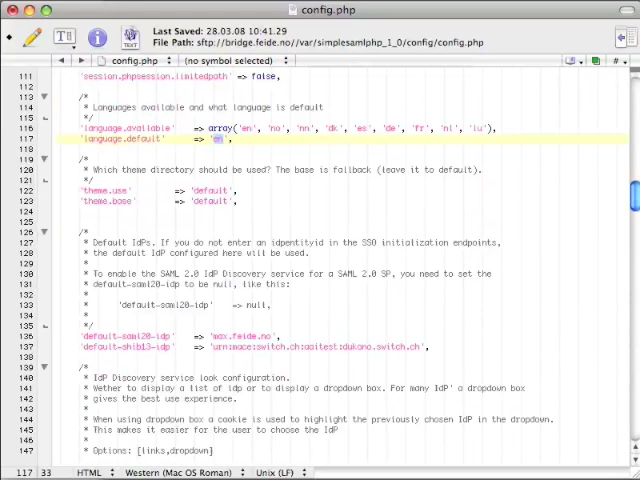 config.php
Last Saved: 28.03.08 10.41.29
File Path: sftp://bridge.feide.no//var/simplesamlphp_1_0/config/config.php
config.php (no symbol selected)
111 'session.phpsession.limitedpath' => false,
112
113 /*
114 * Languages available and what language is default
115 */
116 'language.available' => array('en', 'no', 'nn', 'dk', 'es', 'de', 'fr', 'nl', 'lu'),
117 'language.default' => 'en',
118
119 /*
120 * Which theme directory should be used? The base is fallback (leave it to default).
121 */
122 'theme.use' => 'default',
123 'theme.base' => 'default',
124
125
126 /*
127 * Default IdPs. If you do not enter an idpentityid in the SSO initialization endpoints,
128 * the default IdP configured here will be used.
129 *
130 * To enable the SAML 2.0 IdP Discovery service for a SAML 2.0 SP, you need to set the
131 * default-saml20-idp to be null, like this:
132 *
133 * 'default-saml20-idp' => null,
134 *
135 */
136 'default-saml20-idp' => 'max.feide.no',
137 'default-shib13-idp' => 'urn:mace:switch.ch:aaitest:dukono.switch.ch',
138
139 /*
140 * IdP Discovery service look configuration.
141 * Wether to display a list of idp or to display a dropdown box. For many IdP' a dropdown box
142 * gives the best use experience.
143 *
144 * When using dropdown box a cookie is used to highlight the previously chosen IdP in the dropdown.
145 * This makes it easier for the user to choose the IdP
146 *
147 * Options: [links,dropdown]
117 33 HTML Western (Mac OS Roman) Unix (LF)